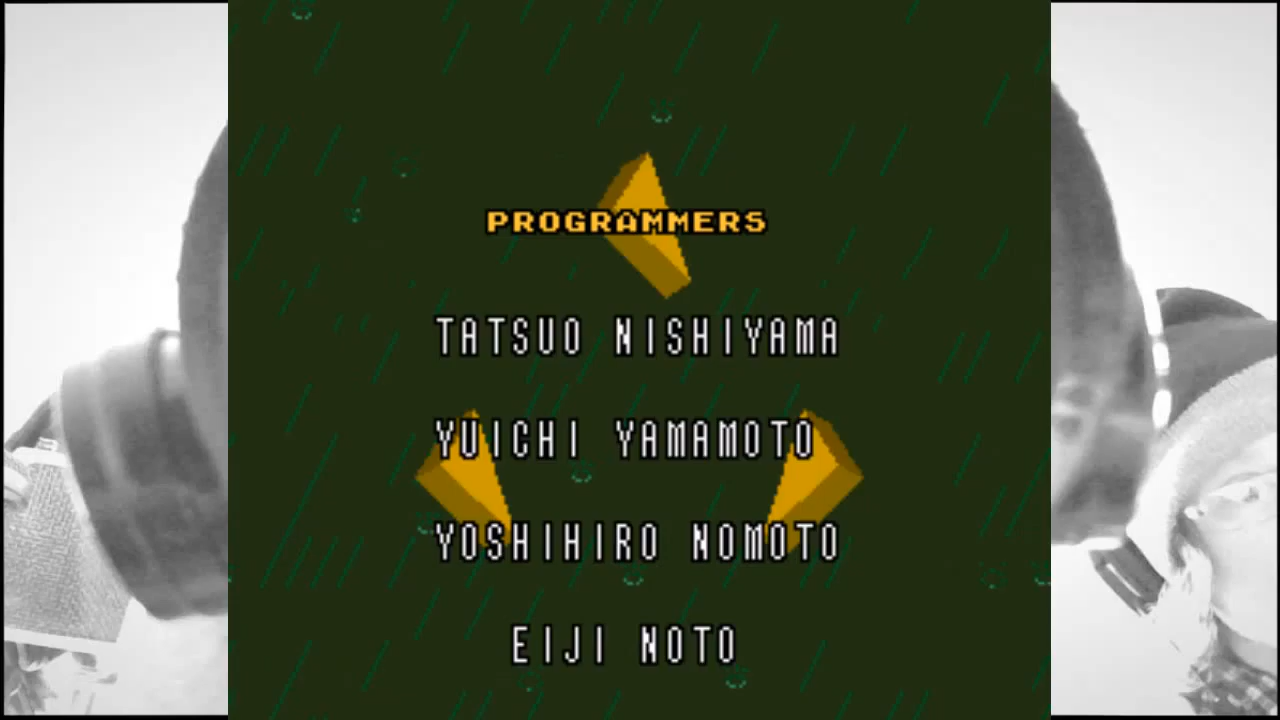 PROGRAMMERS
TATSUO NISHIYAMA
YUICHI YAMAMOTO
YOSHIHIRO NOMOTO
EIJI NOTO